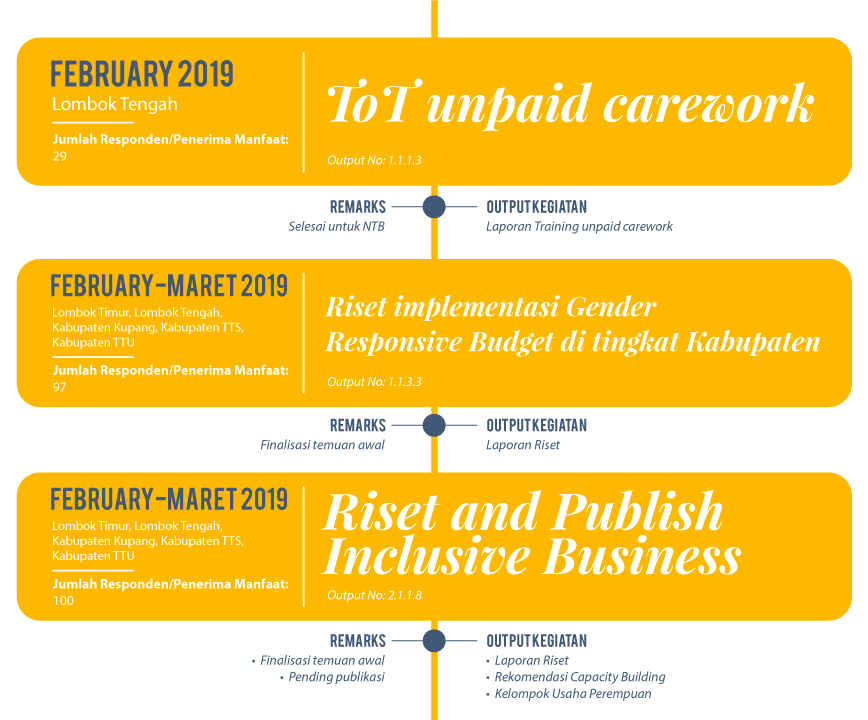 FEBRUARY 2019
Lombok Tengah
Jumlah Responden/Penerima Manfaat:
29
ToT unpaid carework
Output No: 1.1.1.3
REMARKS
Selesai untuk NTB
OUTPUT KEGIATAN
Laporan Training unpaid carework
FEBRUARY-MARET 2019
Lombok Timur, Lombok Tengah,
Kabupaten Kupang, Kabupaten TTS,
Kabupaten TTU
Jumlah Responden/Penerima Manfaat:
97
Riset implementasi Gender
Responsive Budget di tingkat Kabupaten
Output No: 1.1.3.3
REMARKS
Finalisasi temuan awal
OUTPUT KEGIATAN
Laporan Riset
FEBRUARY-MARET 2019
Lombok Timur, Lombok Tengah,
Kabupaten Kupang, Kabupaten TTS,
Kabupaten TTU
Jumlah Responden/Penerima Manfaat:
100
Riset and Publish
Inclusive Business
Output No: 2.1.1.8
REMARKS
• Finalisasi temuan awal
• Pending publikasi
OUTPUT KEGIATAN
• Laporan Riset
• Rekomendasi Capacity Building
• Kelompok Usaha Perempuan